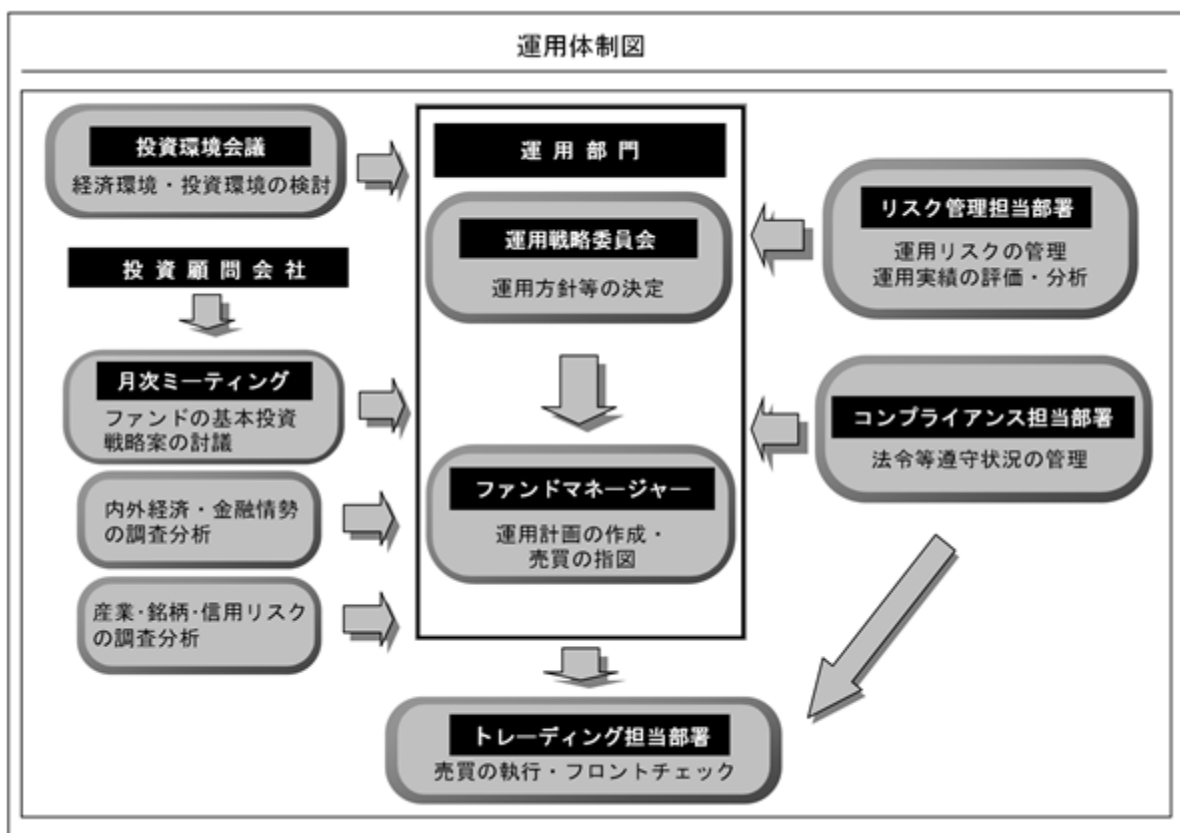 運用体制図
投資環境会議
経済環境・投資環境の検討
投資顧問会社
月次ミーティング
ファンドの基本投資
戦略案の討議
内外経済・金融情勢
の調査分析
産業・銘柄・信用リスク
の調査分析
運用部門
運用戦略委員会
運用方針等の決定
ファンドマネージャー
運用計画の作成・
売買の指図
リスク管理担当部署
運用リスクの管理
運用実績の評価・分析
コンプライアンス担当部署
法令等遵守状況の管理
トレーディング担当部署
売買の執行・フロントチェック